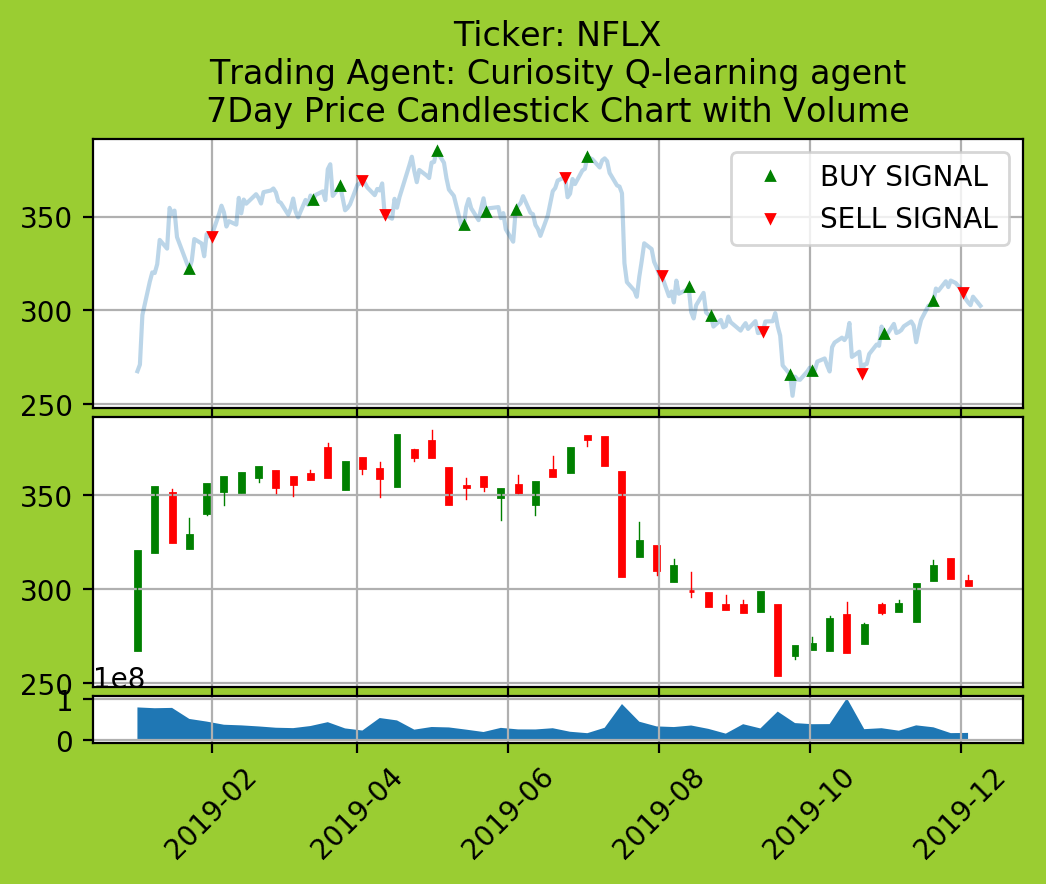 Ticker: NFLX
Trading Agent: Curiosity Q-learning agent
7Day Price Candlestick Chart with Volume
BUY SIGNAL
SELL SIGNAL
350
300
250
350
300
250
1e8
1
0
2019-02
2019-04
2019-06
2019-08
2019-10
2019-12